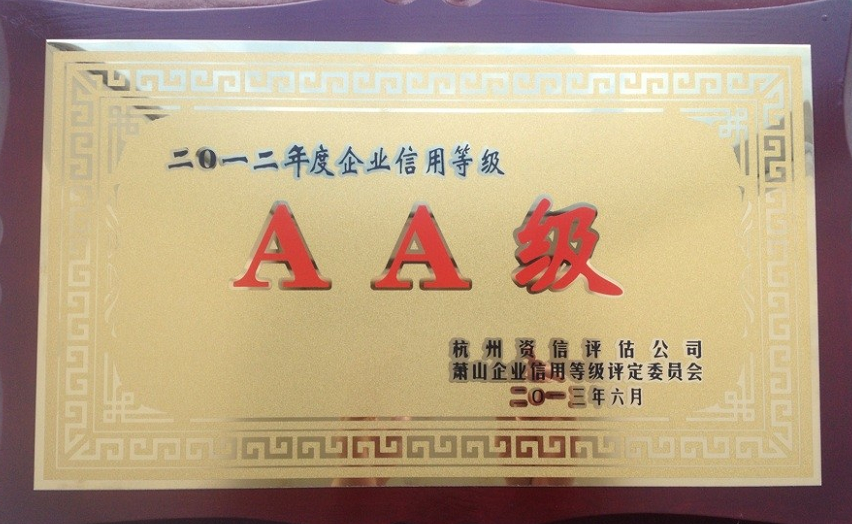 二〇一二年度企业信用等级
AA级
杭州资信评估公司
萧山企业信用等级评定委员会
二〇一三年六月